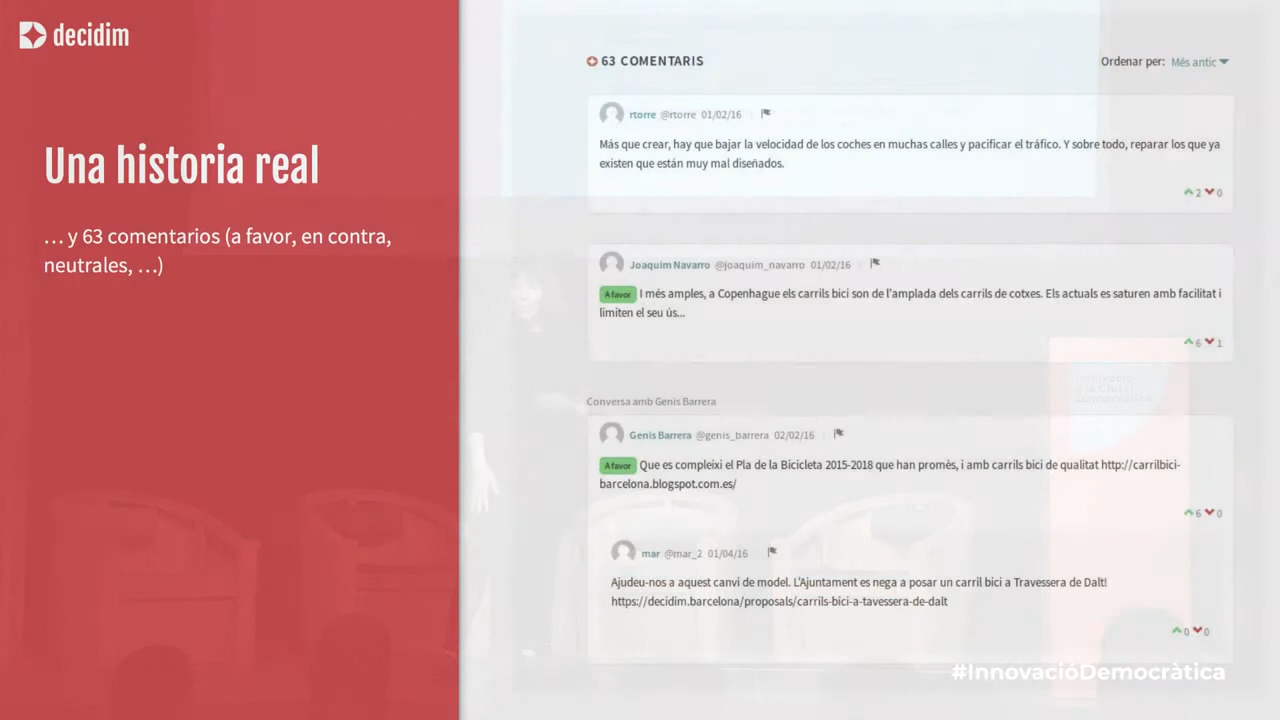 decidim
Una historia real
… y 63 comentarios (a favor, en contra,
neutrales, …)
63 COMENTARIS
Ordenar per: Més antic
rtorre @rtorre 01/02/16
Más que crear, hay que bajar la velocidad de los coches en muchas calles y pacificar el tráfico. Y sobre todo, reparar los que ya
existen que están muy mal diseñados.
2 0
Joaquim Navarro @joaquim_navarro 01/02/16
A favor I més amples, a Copenhague els carrils bici son de l'amplada dels carrils de cotxes. Els actuals es saturen amb facilitat i
limiten el seu ús...
6 1
Conversa amb Genis Barrera
Genis Barrera @genis_barrera 02/02/16
A favor Que es compleixi el Pla de la Bicicleta 2015-2018 que han promès, i amb carrils bici de qualitat http://carrilbici-
barcelona.blogspot.com.es/
6 0
mar @mar_2 01/04/16
Ajudeu-nos a aquest canvi de model. L'Ajuntament es nega a posar un carril bici a Travessera de Dalt!
https://decidim.barcelona/proposals/carrils-bici-a-tavessera-de-dalt
0 0
#InnovacióDemocràtica